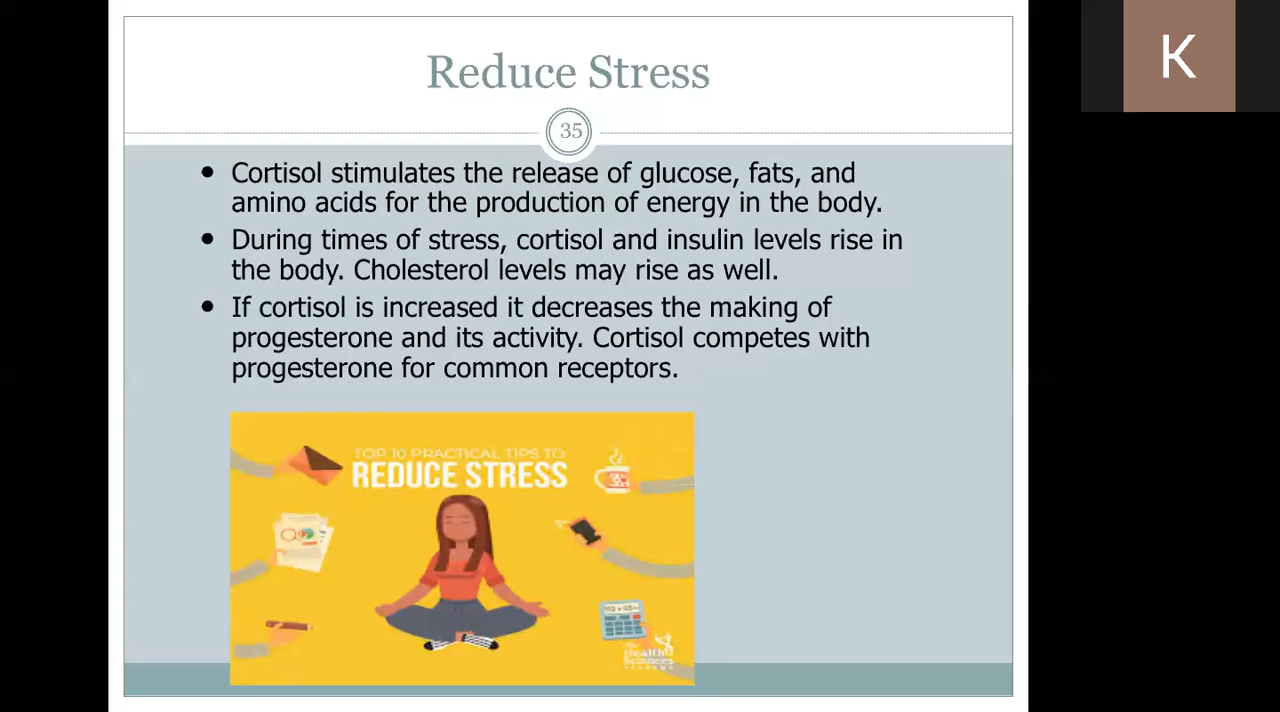 Reduce Stress
35
• Cortisol stimulates the release of glucose, fats, and
amino acids for the production of energy in the body.
• During times of stress, cortisol and insulin levels rise in
the body. Cholesterol levels may rise as well.
• If cortisol is increased it decreases the making of
progesterone and its activity. Cortisol competes with
progesterone for common receptors.
TOP 10 PRACTICAL TIPS TO
REDUCE STRESS
Health
Sciences
K